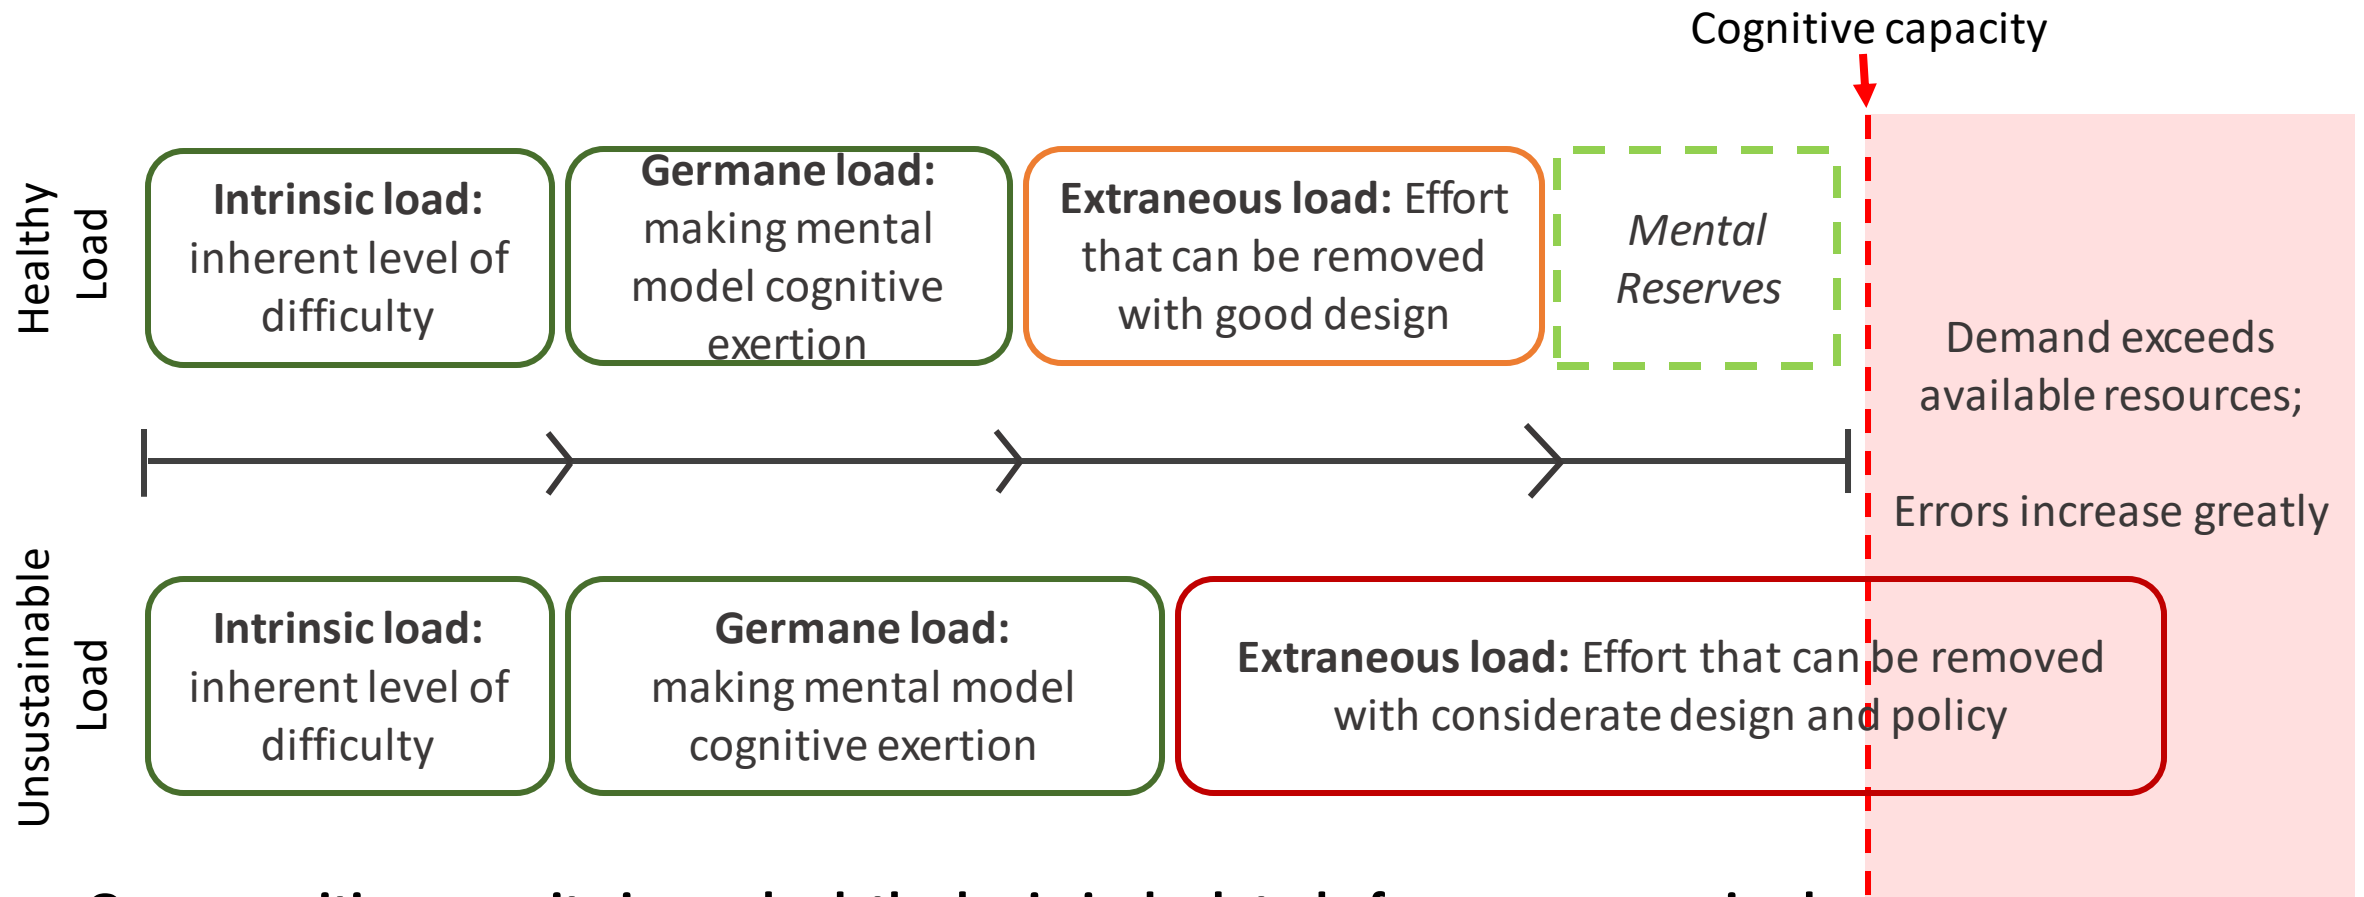 Cognitive capacity
Healthy
Load
Intrinsic load:
inherent level of
difficulty
Germane load:
making mental
model cognitive
exertion
Extraneous load: Effort
that can be removed
with good design
Mental
Reserves
Demand exceeds
available resources;
Errors increase greatly
Unsustainable
Load
Intrinsic load:
inherent level of
difficulty
Germane load:
making mental model
cognitive exertion
Extraneous load: Effort that can be removed
with considerate design and policy